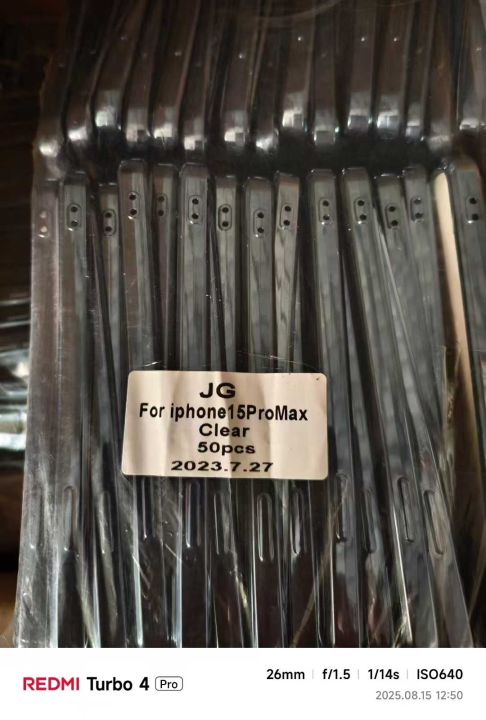 JG
For iphone15ProMax
Clear
50pcs
2023.7.27
REDMI Turbo 4 Pro
26mm | f/1.5 | 1/14s | ISO640
2025.08.15 12:50